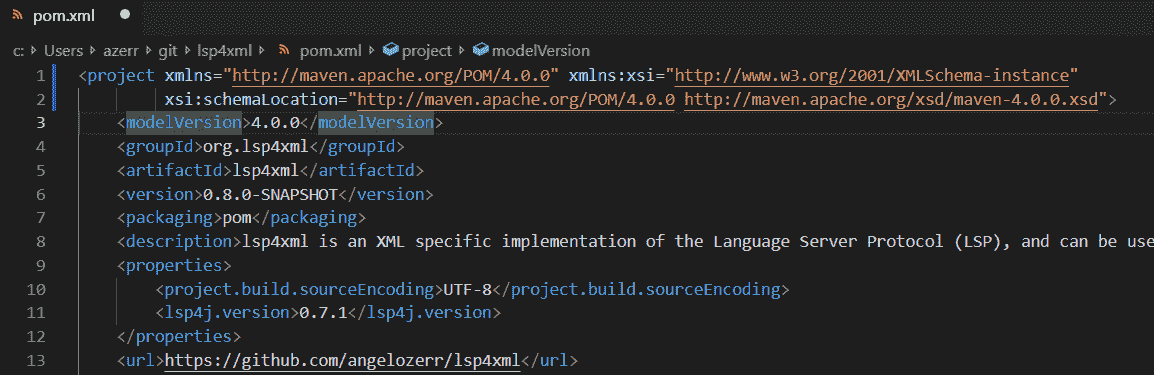 pom.xml
c: Users azerr git lsp4xml pom.xml project modelVersion
1 <project xmlns="http://maven.apache.org/POM/4.0.0" xmlns:xsi="http://www.w3.org/2001/XMLSchema-instance"
2 xsi:schemaLocation="http://maven.apache.org/POM/4.0.0 http://maven.apache.org/xsd/maven-4.0.0.xsd">
3 <modelVersion>4.0.0</modelVersion>
4 <groupId>org.lsp4xml</groupId>
5 <artifactId>lsp4xml</artifactId>
6 <version>0.8.0-SNAPSHOT</version>
7 <packaging>pom</packaging>
8 <description>lsp4xml is an XML specific implementation of the Language Server Protocol (LSP), and can be use
9 <properties>
10 <project.build.sourceEncoding>UTF-8</project.build.sourceEncoding>
11 <lsp4j.version>0.7.1</lsp4j.version>
12 </properties>
13 <url>https://github.com/angelozerr/lsp4xml</url>